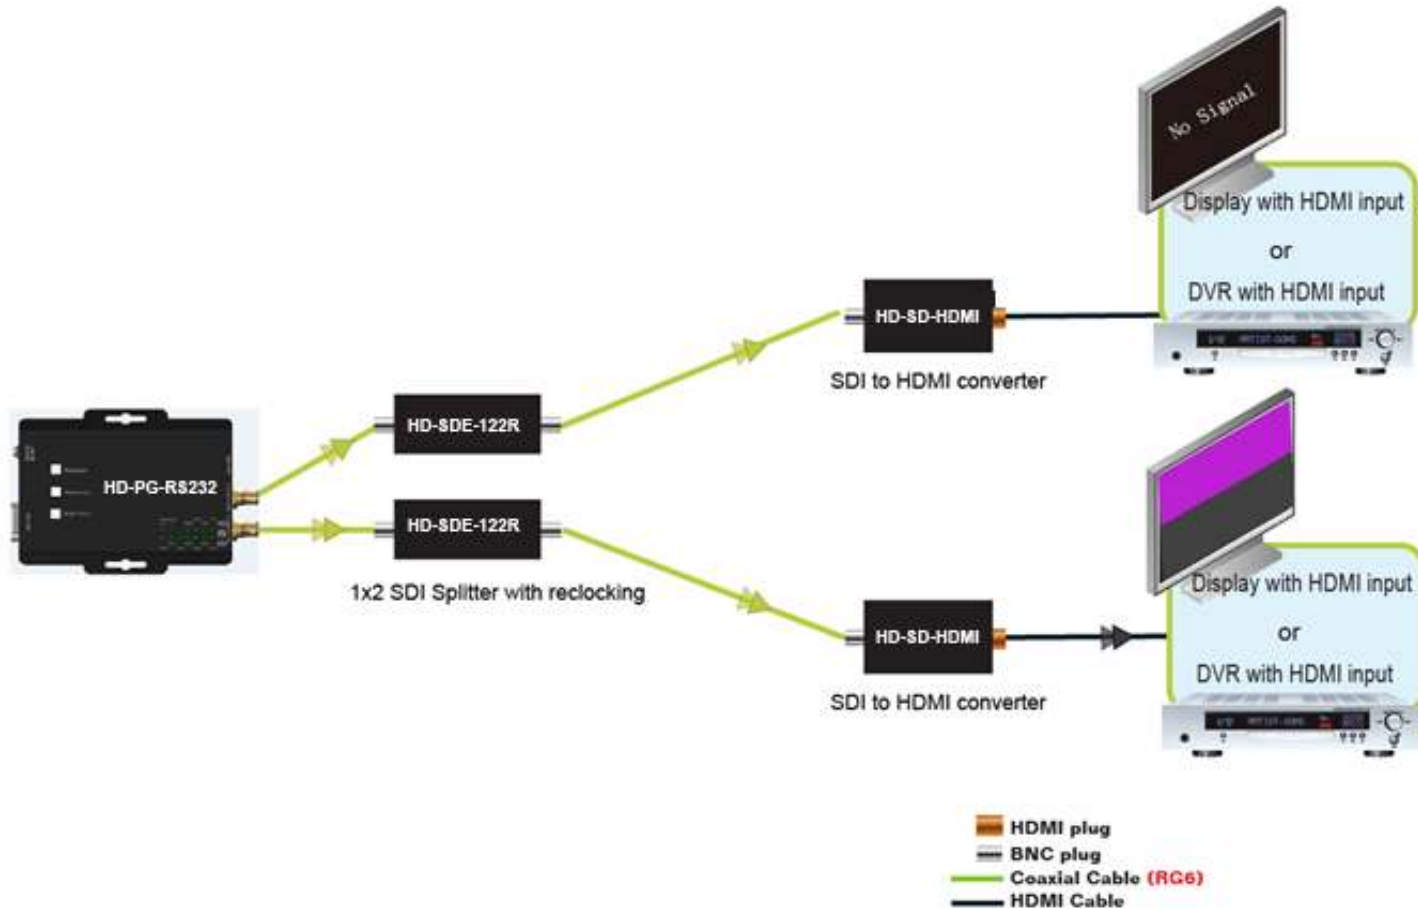 No Signal
Display with HDMI input
or
DVR with HDMI input
HD-SD-HDMI
SDI to HDMI converter
HD-SDE-122R
HD-PG-RS232
HD-SDE-122R
1x2 SDI Splitter with reclocking
Display with HDMI input
or
DVR with HDMI input
HD-SD-HDMI
SDI to HDMI converter
HDMI plug
BNC plug
Coaxial Cable (RG6)
HDMI Cable